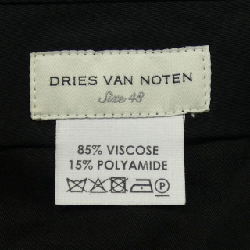 DRIES VAN NOTEN
Size 48
85% VISCOSE
15% POLYAMIDE
P